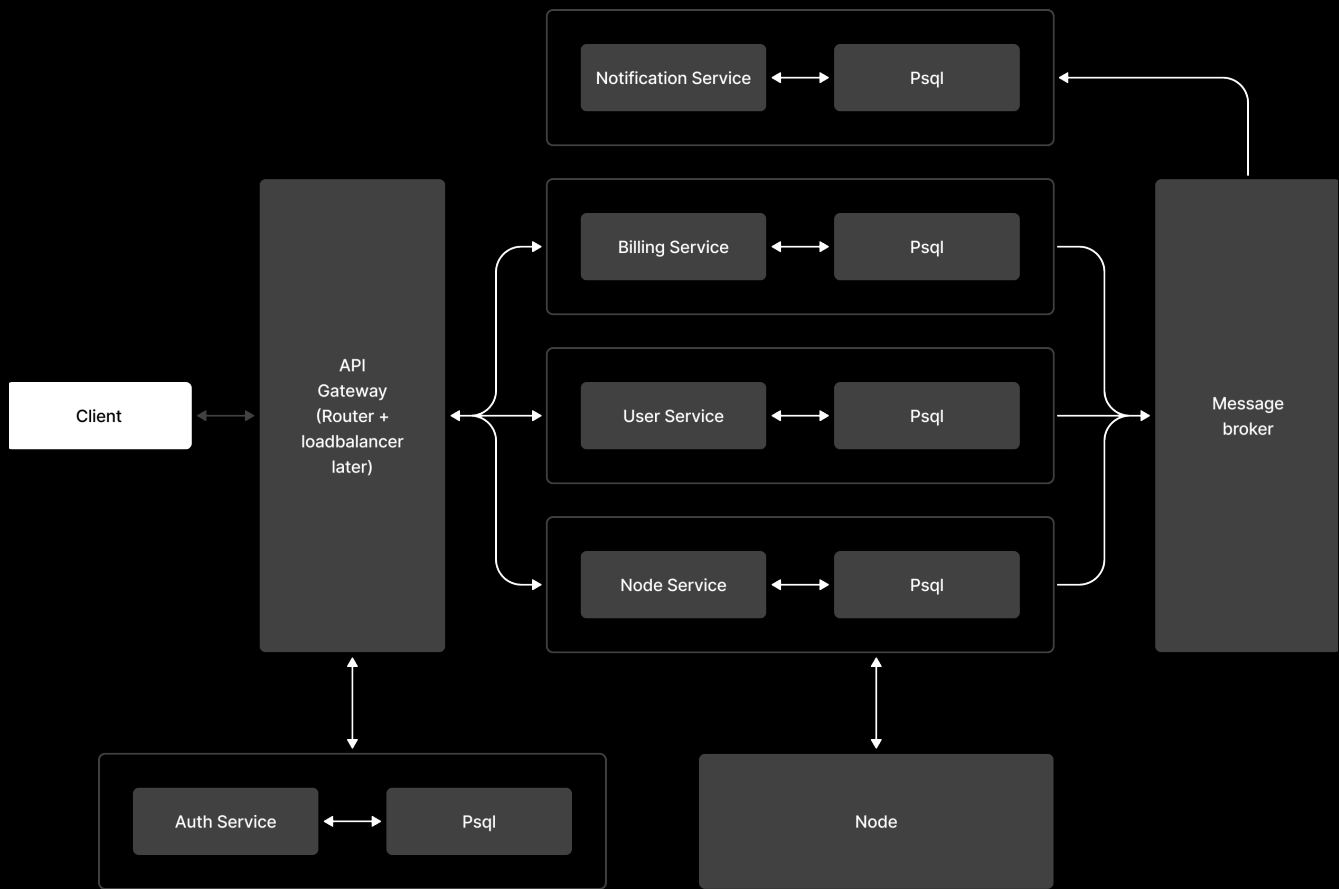 Notification Service
Psql
Billing Service
Psql
Client
API
Gateway
(Router +
loadbalancer
later)
User Service
Psql
Message
broker
Node Service
Psql
Auth Service
Psql
Node